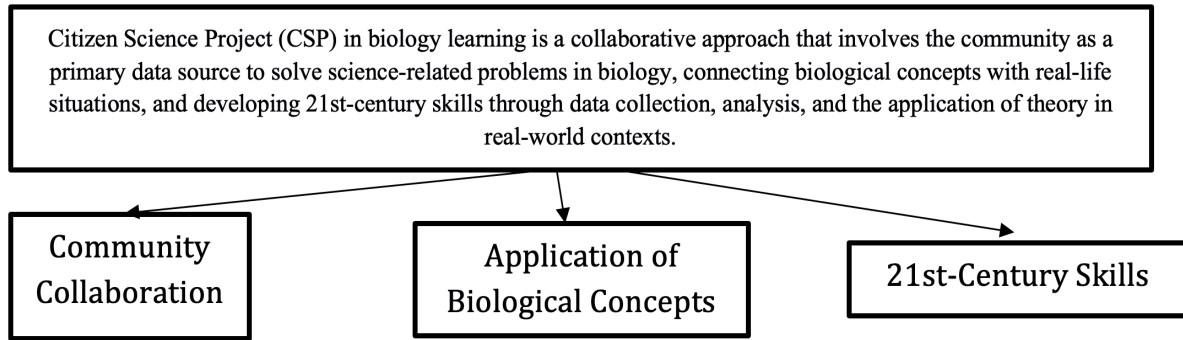 Citizen Science Project (CSP) in biology learning is a collaborative approach that involves the community as a
primary data source to solve science-related problems in biology, connecting biological concepts with real-life
situations, and developing 21st-century skills through data collection, analysis, and the application of theory in
real-world contexts.
Community
Collaboration
Application of
Biological Concepts
21st-Century Skills